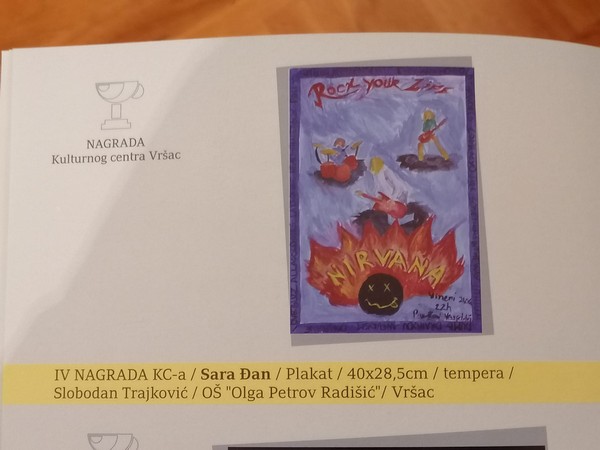 NAGRADA
Kulturnog centra Vršac
ROCK YOUR
NIRVANA
12h
IV NAGRADA KC-a / Sara Đan / Plakat / 40x28,5cm / tempera /
Slobodan Trajković / OŠ "Olga Petrov Radišić"/ Vršac